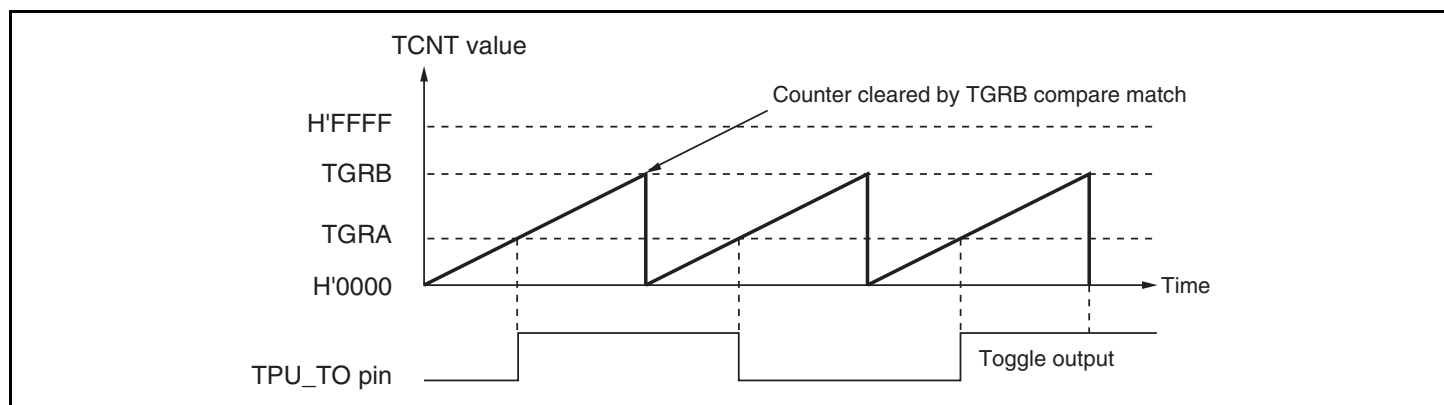 TCNT value
Counter cleared by TGRB compare match
H'FFFF
TGRB
TGRA
H'0000
Time
Toggle output
TPU_TO pin